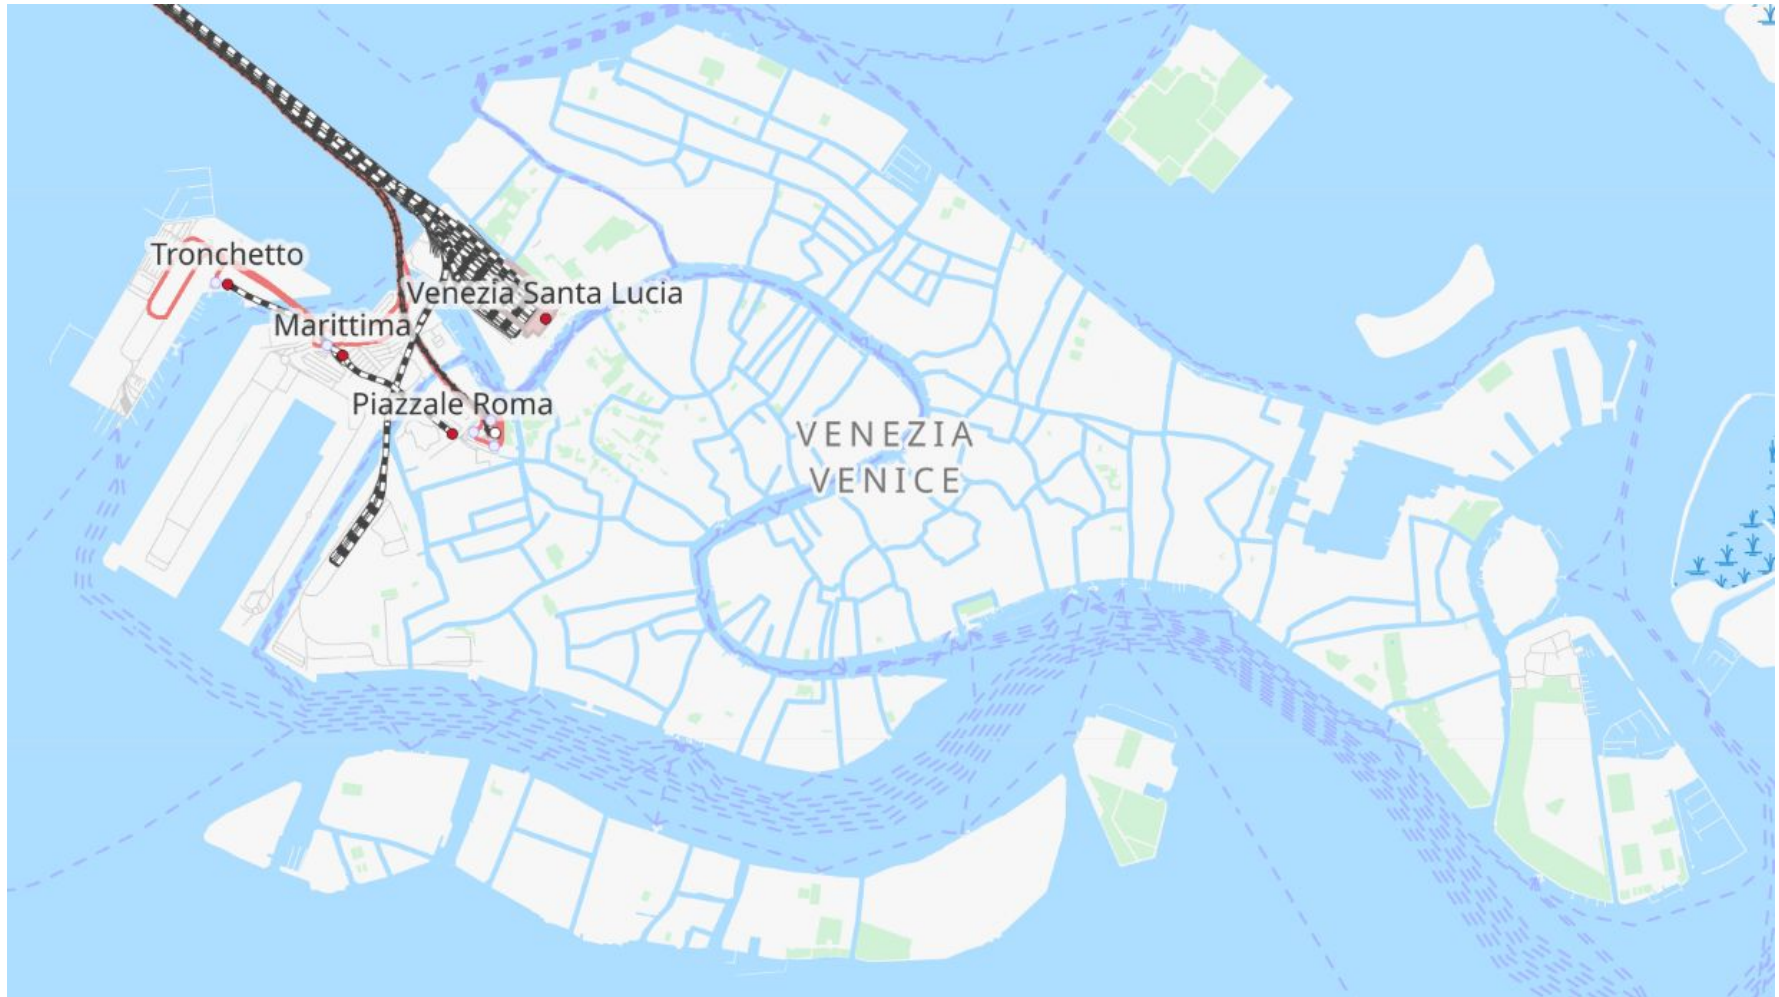 Tronchetto
Venezia Santa Lucia
Marittima
Piazzale Roma
VENEZIA
VENICE